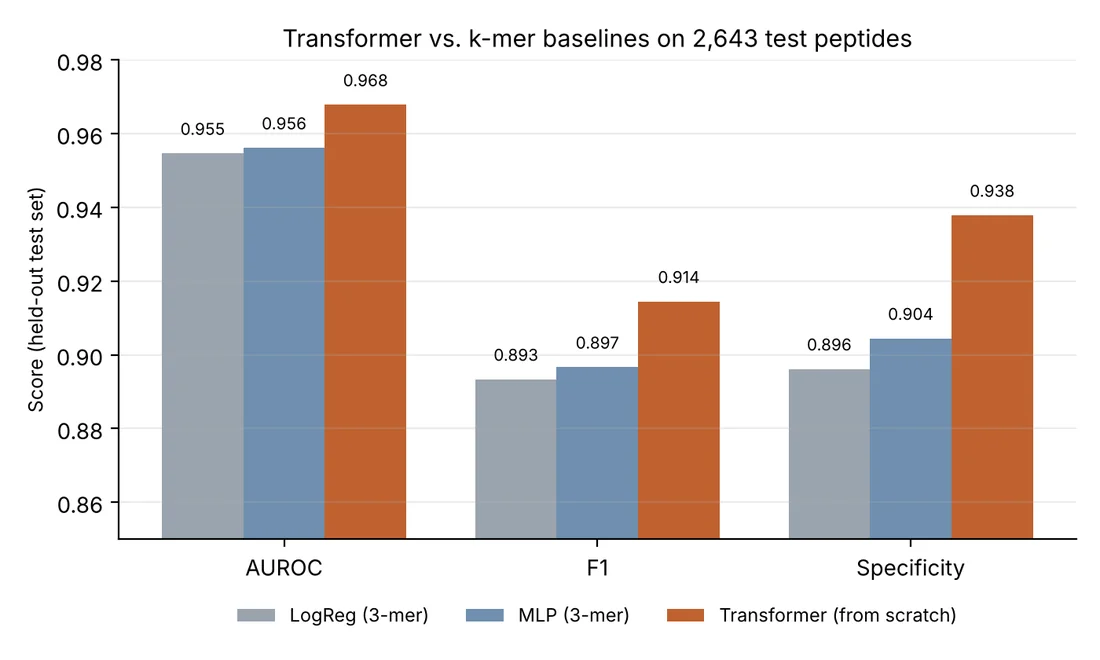 Transformer vs. k-mer baselines on 2,643 test peptides
Score (held-out test set)
0.98
0.96
0.94
0.92
0.90
0.88
0.86
0.955
0.956
0.968
0.893
0.897
0.914
0.896
0.904
0.938
AUROC
F1
Specificity
LogReg (3-mer)
MLP (3-mer)
Transformer (from scratch)